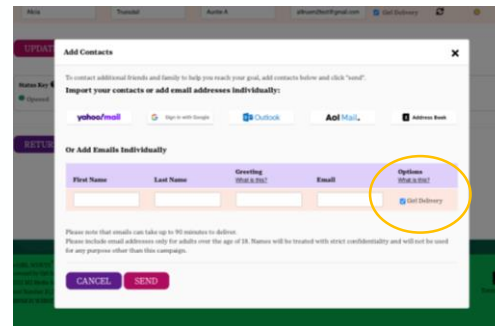 Alicia Truesdel Auntie A Girl Delivery
UPDAT
Add Contacts
To contact additional friends and family to help you reach your goal, add contacts below and click "send".
Import your contacts or add email addresses individually:
yahoo!mail
Sign in with Google
Outlook
Aol Mail.
Address Book
Status Key
Opened
RETUR
Or Add Emails Individually
First Name Last Name Greeting What is this? Email Options What is this?
Girl Delivery
Please note that emails can take up to 90 minutes to deliver.
Please include email addresses only for adults over the age of 18. Names will be treated with strict confidentiality and will not be used
for any purpose other than this campaign.
CANCEL SEND